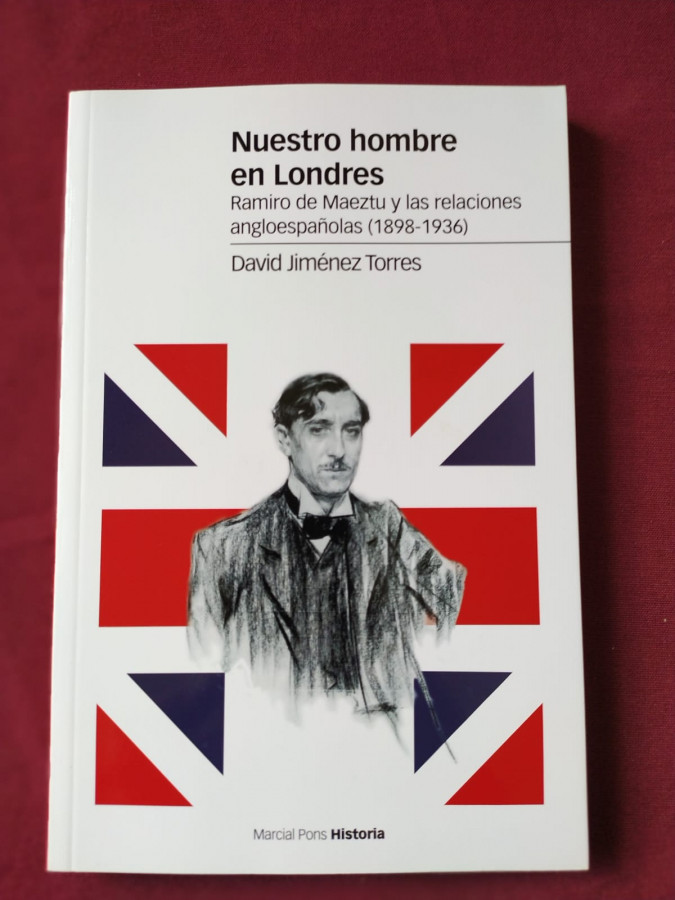 Nuestro hombre
en Londres
Ramiro de Maeztu y las relaciones
angloespañolas (1898-1936)
David Jiménez Torres
Marcial Pons Historia